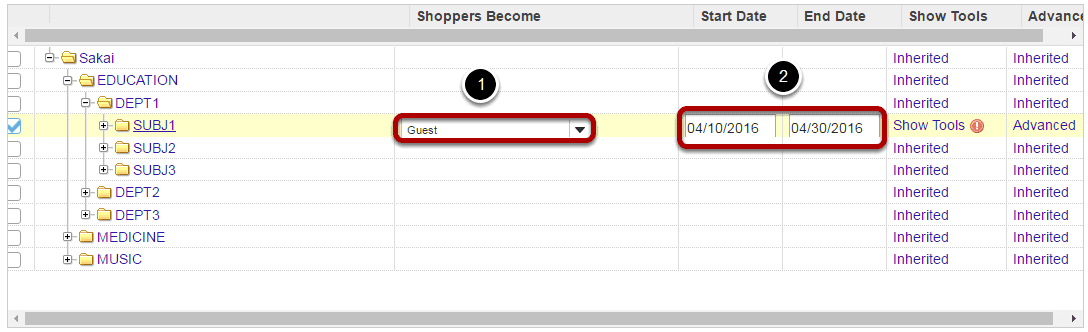 Shoppers Become Start Date End Date Show Tools Advanc
Sakai Inherited Inherited
1 2
EDUCATION Inherited Inherited
DEPT1 Inherited Inherited
SUBJ1 Guest 04/10/2016 04/30/2016 Show Tools Advanced
SUBJ2 Inherited Inherited
SUBJ3 Inherited Inherited
DEPT2 Inherited Inherited
DEPT3 Inherited Inherited
MEDICINE Inherited Inherited
MUSIC Inherited Inherited